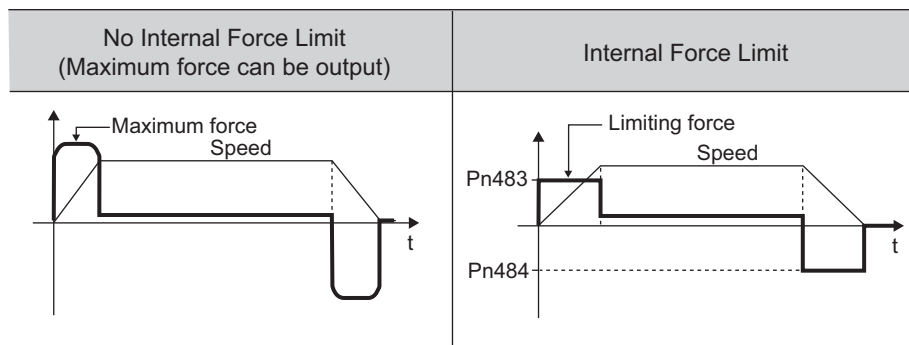 No Internal Force Limit
(Maximum force can be output)
Internal Force Limit
Maximum force
Speed
t
Limiting force
Speed
Pn483
t
Pn484